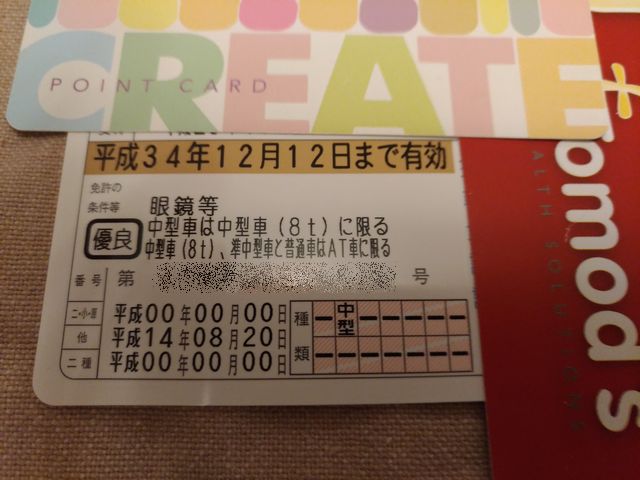 CREATE
POINT CARD
平成34年12月12日まで有効
免許の
条件等
眼鏡等
中型車は中型車(8t)に限る
中型車(8t)、準中型車と普通車はAT車に限る
優良
番号 第 号
二・小・原 平成00年00月00日
他 平成14年08月20日
二種 平成00年00月00日
種類
中型
omod's
ALTH SOLUTIONS